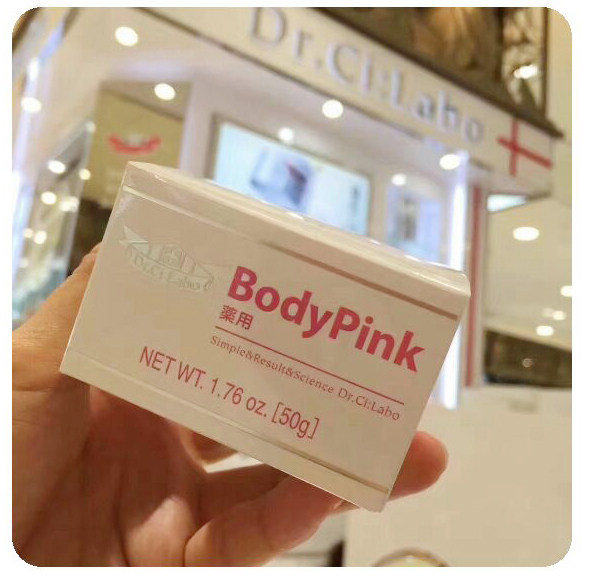 Dr.Ci:Labo
Dr.Ci:Labo
BodyPink
薬用
Simple&Result&Science Dr.Ci:Labo
NET WT. 1.76 oz. [50g]